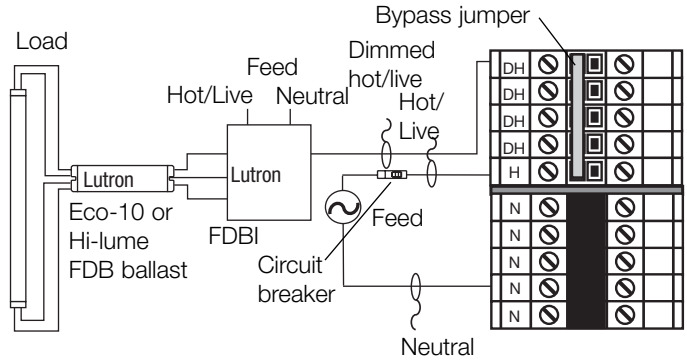 Bypass jumper
Load
Dimmed
hot/live
Feed
Hot/Live Neutral
Hot/
Live
DH
DH
DH
DH
H
Lutron
Lutron
Eco-10 or
Hi-lume
FDB ballast
FDBI
Feed
Circuit
breaker
N
N
N
N
N
Neutral